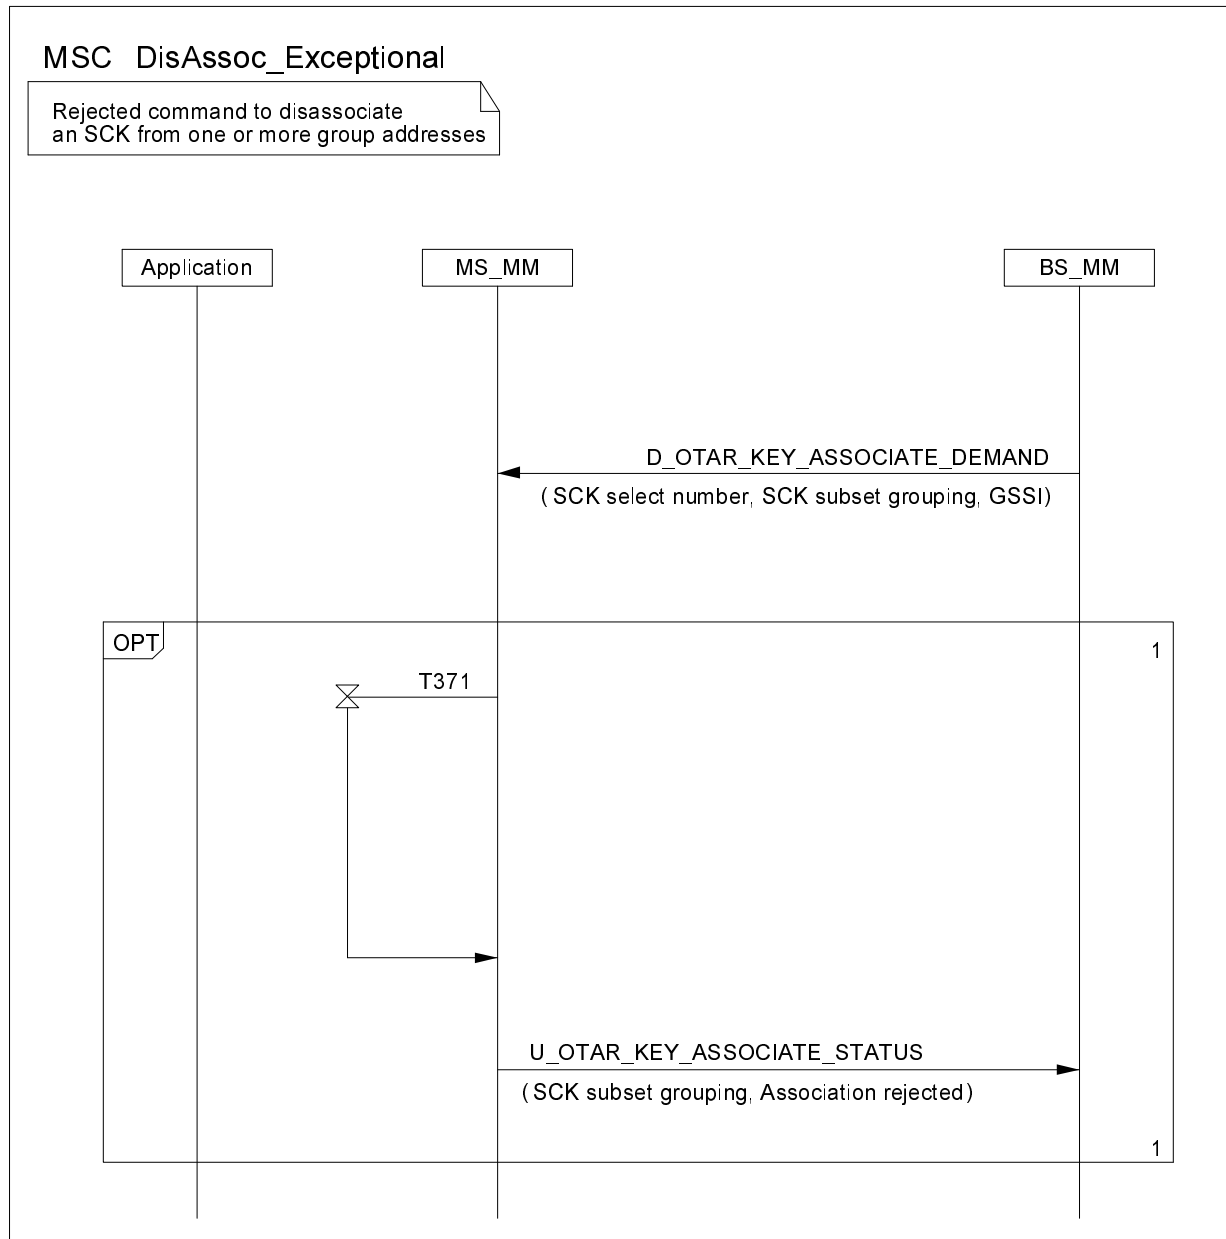 MSC DisAssoc_Exceptional
Rejected command to disassociate
an SCK from one or more group addresses
Application
MS_MM
BS_MM
D_OTAR_KEY_ASSOCIATE_DEMAND
(SCK select number, SCK subset grouping, GSSI)
OPT
1
T371
U_OTAR_KEY_ASSOCIATE_STATUS
(SCK subset grouping, Association rejected)
1